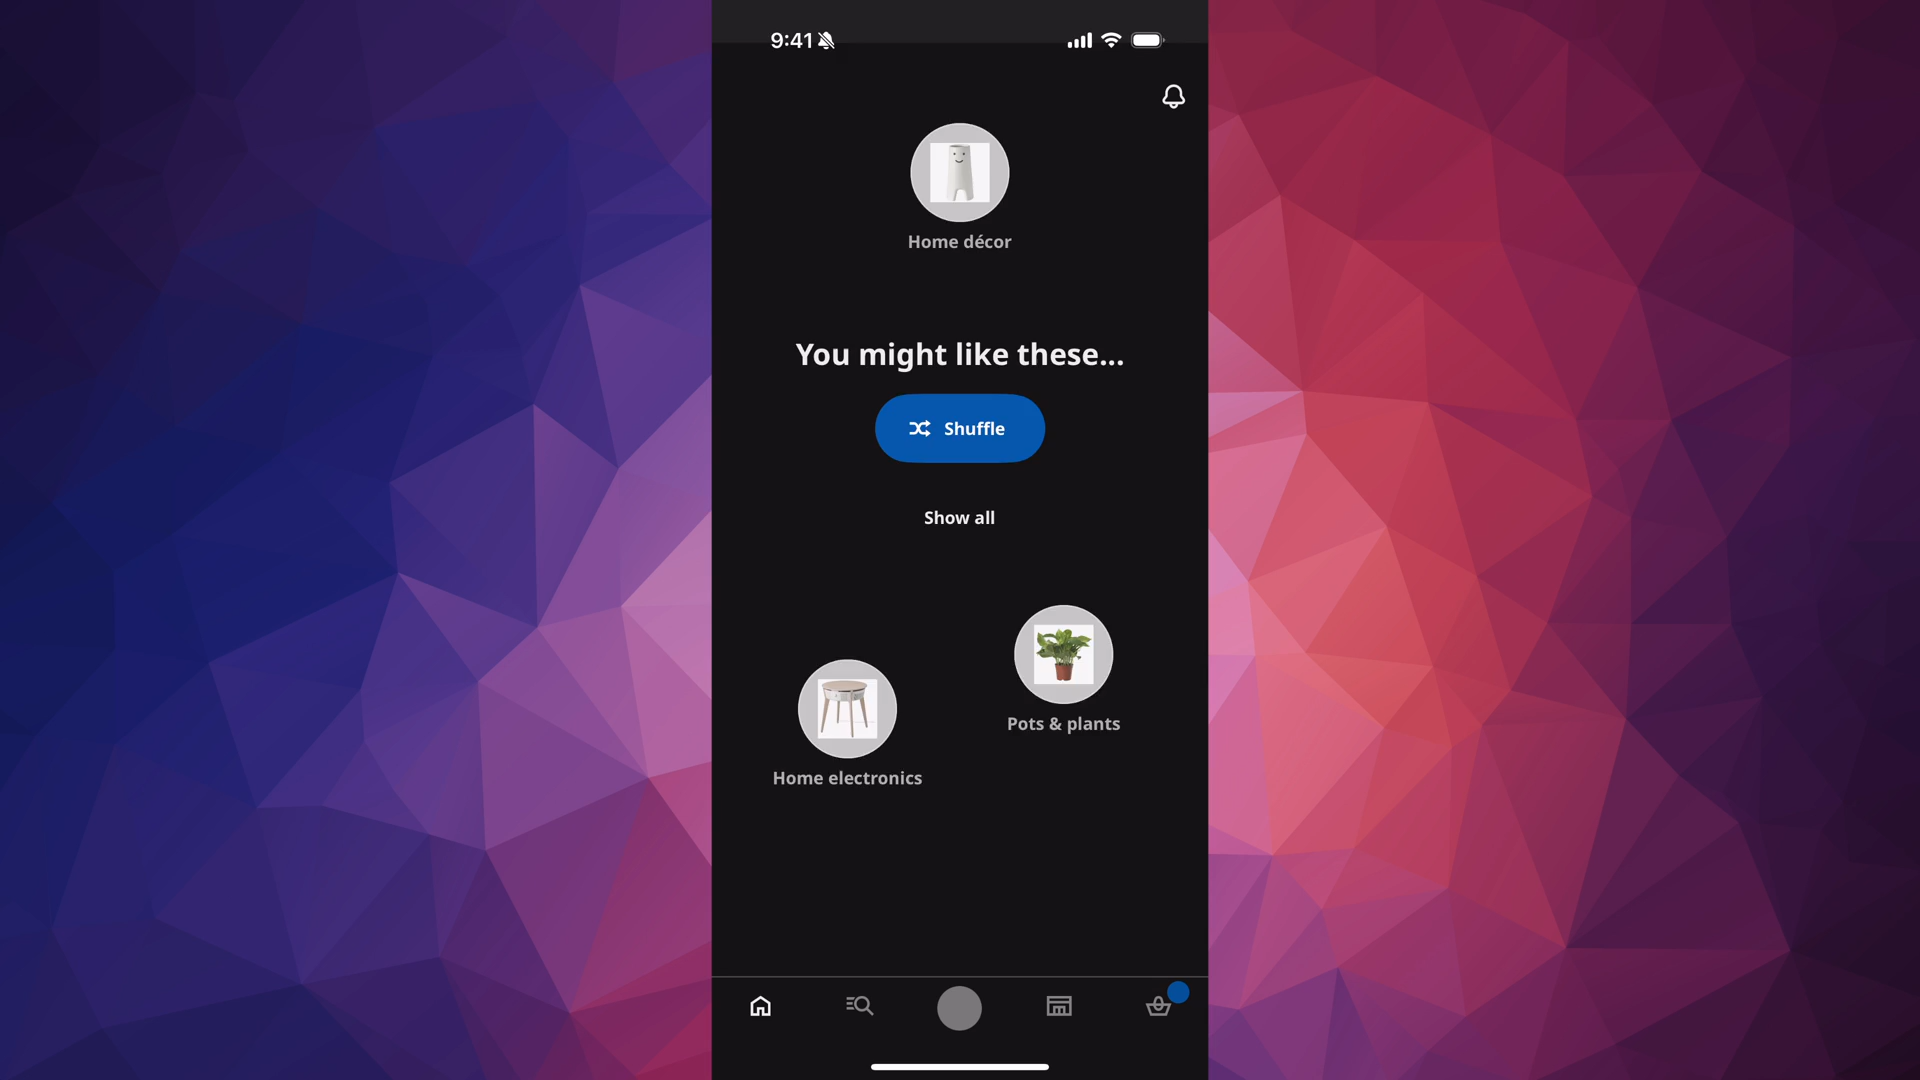 9:41
Home décor
You might like these...
Shuffle
Show all
Pots & plants
Home electronics